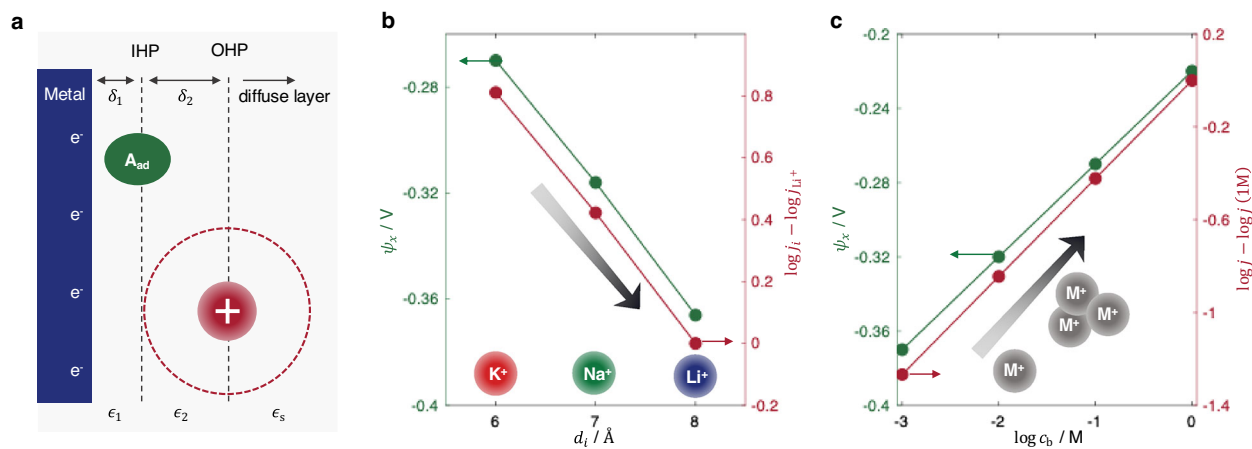 a
IHP
OHP
δ₁
δ₂
diffuse layer
Metal
e⁻
A_ad
e⁻
e⁻
+
e⁻
ϵ₁
ϵ₂
ϵₛ
b
-0.28
-0.32
-0.36
-0.4
ψₓ / V
0.8
0.6
0.4
0.2
0
-0.2
log jᵢ − log j_Li⁺
K⁺
Na⁺
Li⁺
6
7
8
dᵢ / Å
c
-0.2
-0.24
-0.28
-0.32
-0.36
-0.4
ψₓ / V
0.2
-0.2
-0.6
-1
-1.4
log j − log j (1M)
M⁺
M⁺
M⁺
M⁺
-3
-2
-1
0
log c_b / M